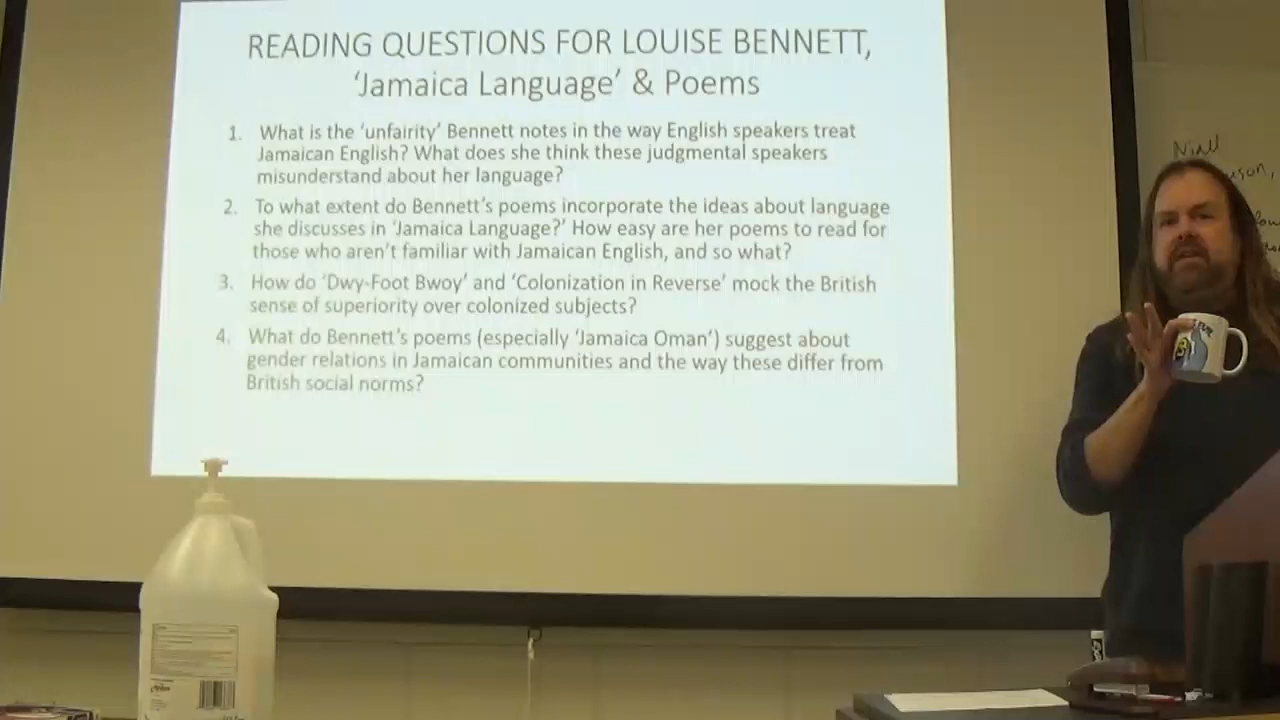 READING QUESTIONS FOR LOUISE BENNETT,
'Jamaica Language' & Poems
1. What is the 'unfairity' Bennett notes in the way English speakers treat
Jamaican English? What does she think these judgmental speakers
misunderstand about her language?
2. To what extent do Bennett's poems incorporate the ideas about language
she discusses in 'Jamaica Language?' How easy are her poems to read for
those who aren't familiar with Jamaican English, and so what?
3. How do 'Dwy-Foot Bwoy' and 'Colonization in Reverse' mock the British
sense of superiority over colonized subjects?
4. What do Bennett's poems (especially 'Jamaica Oman') suggest about
gender relations in Jamaican communities and the way these differ from
British social norms?
Niall